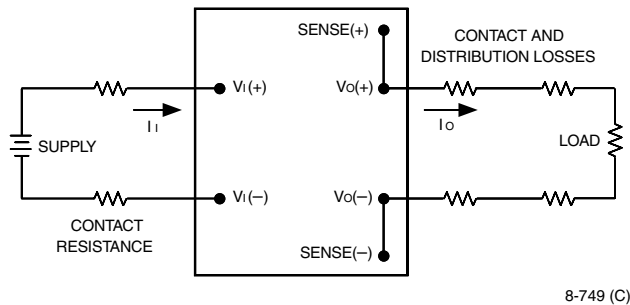 SENSE(+)
CONTACT AND
DISTRIBUTION LOSSES
VI(+)
VO(+)
II
IO
SUPPLY
LOAD
VI(–)
VO(–)
CONTACT
RESISTANCE
SENSE(–)
8-749 (C)